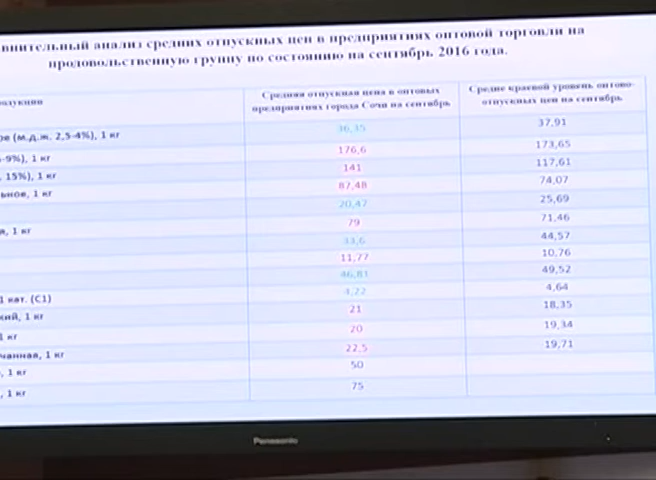 внительный анализ средних отпускных цен в предприятиях оптовой торговли на
продовольственную группу по состоянию на сентябрь 2016 года.
одукции Средняя отпускная цена в оптовых Средне краевой уровень оптово-
предприятиях города Сочи на сентябрь отпускных цен на сентябрь
ое (м.д.ж. 2,5-4%), 1 кг 36,35 37,91
-9%), 1 кг 176,6 173,65
15%), 1 кг 141 117,61
ьное, 1 кг 87,48 74,07
20,47 25,69
а, 1 кг 79 71,46
33,6 44,57
11,77 10,76
46,81 49,52
1 кат. (С1) 4,22 4,64
кий, 1 кг 21 18,35
1 кг 20 19,34
чанная, 1 кг 22,5 19,71
, 1 кг 50
, 1 кг 75
Panasonic